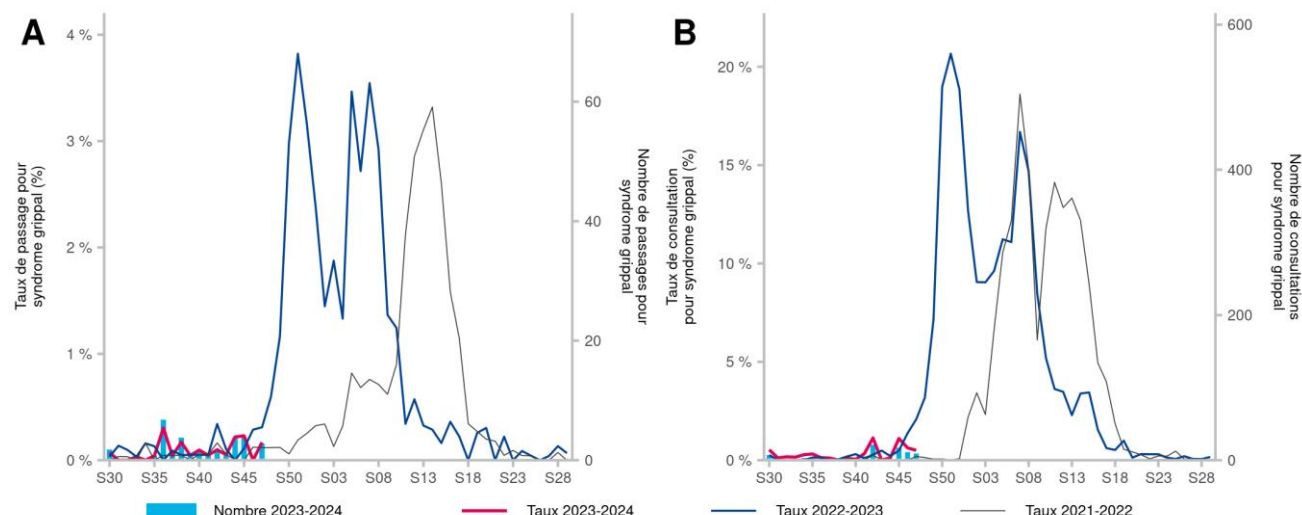 A
Taux de passage pour
syndrome grippal (%)
4 %
3 %
2 %
1 %
0 %
60
40
20
0
Nombre de passages pour
syndrome grippal
S30
S35
S40
S45
S50
S03
S08
S13
S18
S23
S28
B
Taux de consultation
pour syndrome grippal (%)
20 %
15 %
10 %
5 %
0 %
600
400
200
0
Nombre de consultations
pour syndrome grippal
S30
S35
S40
S45
S50
S03
S08
S13
S18
S23
S28
Nombre 2023-2024
Taux 2023-2024
Taux 2022-2023
Taux 2021-2022